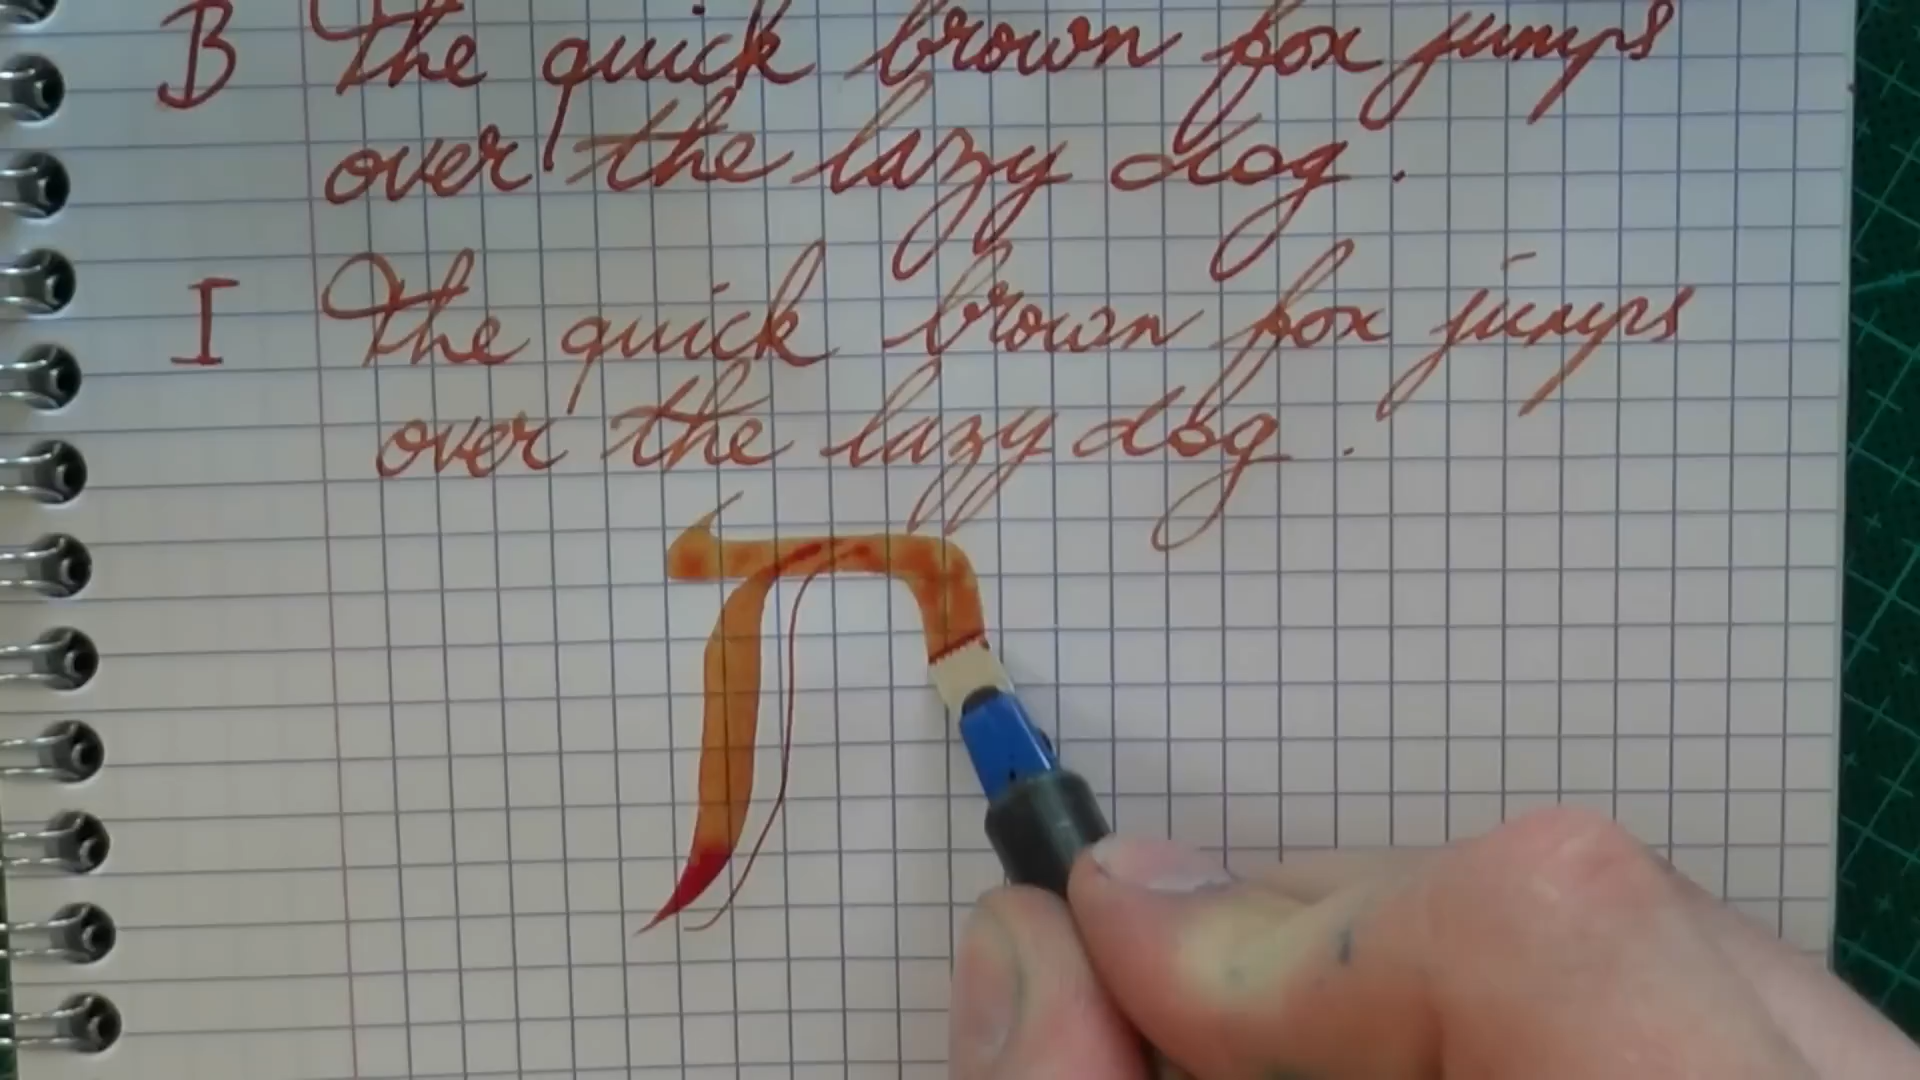 B The quick brown fox jumps
over the lazy dog.
I The quick brown fox jumps
over the lazy dog.